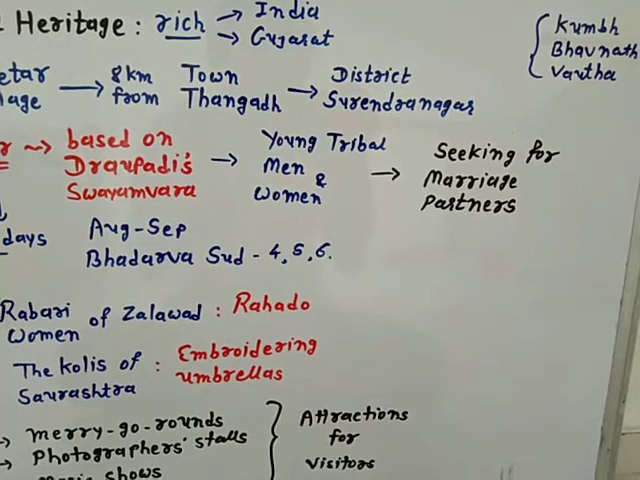 Heritage : rich → India
→ Gujarat
Kumbh
Bhavnath
Vautha
etar → 8km Town → District
lage from Thangadh Surendranagar
r ⇝ based on → Young Tribal → Seeking for
Draupadi's Men & Marriage
Swayamvara Women Partners
days Aug-Sep
Bhadarva Sud - 4, 5, 6.
Rabari of Zalawad : Rahado
Women
The Kolis of : Embroidering
Saurashtra umbrellas
→ merry-go-rounds Attractions
→ Photographers' stalls for
shows Visitors